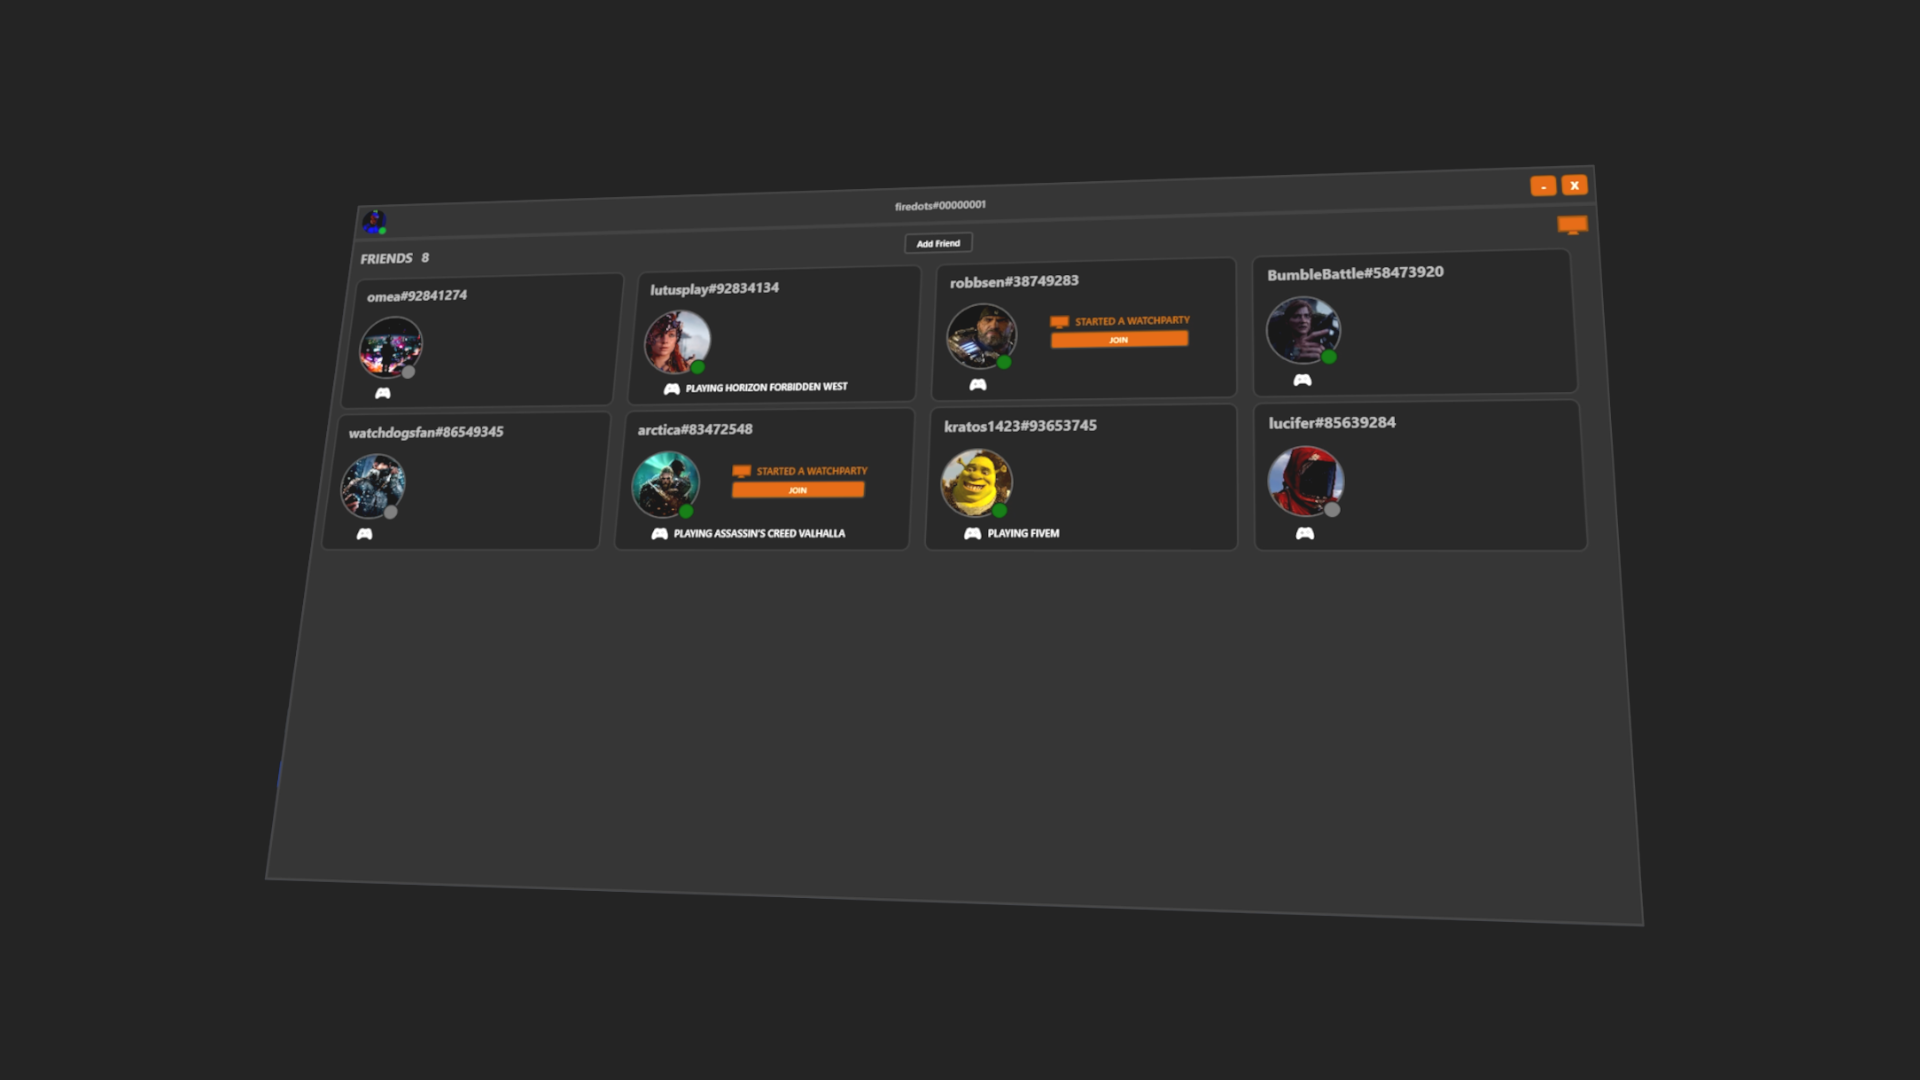 firedots#00000001
-
X
Add Friend
FRIENDS 8
omea#92841274
lutusplay#92834134
PLAYING HORIZON FORBIDDEN WEST
robbsen#38749283
STARTED A WATCHPARTY
JOIN
BumbleBattle#58473920
watchdogsfan#86549345
arctica#83472548
STARTED A WATCHPARTY
JOIN
PLAYING ASSASSIN'S CREED VALHALLA
kratos1423#93653745
PLAYING FIVEM
lucifer#85639284